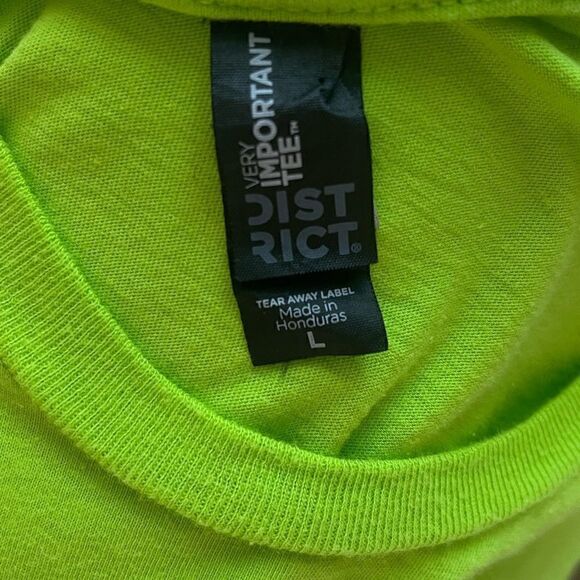 VERY
IMPORTANT
TEE™
DIST
RICT®
TEAR AWAY LABEL
Made in
Honduras
L